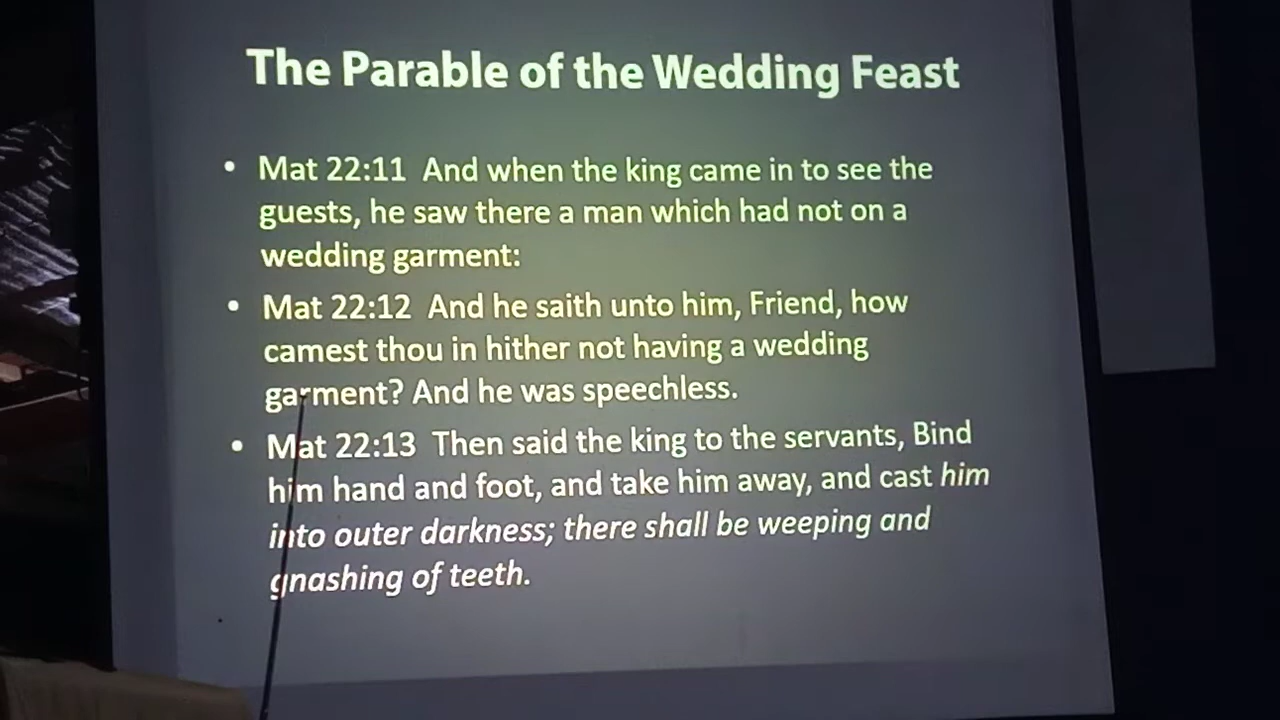 The Parable of the Wedding Feast
• Mat 22:11 And when the king came in to see the
guests, he saw there a man which had not on a
wedding garment:
• Mat 22:12 And he saith unto him, Friend, how
camest thou in hither not having a wedding
garment? And he was speechless.
• Mat 22:13 Then said the king to the servants, Bind
him hand and foot, and take him away, and cast him
into outer darkness; there shall be weeping and
gnashing of teeth.